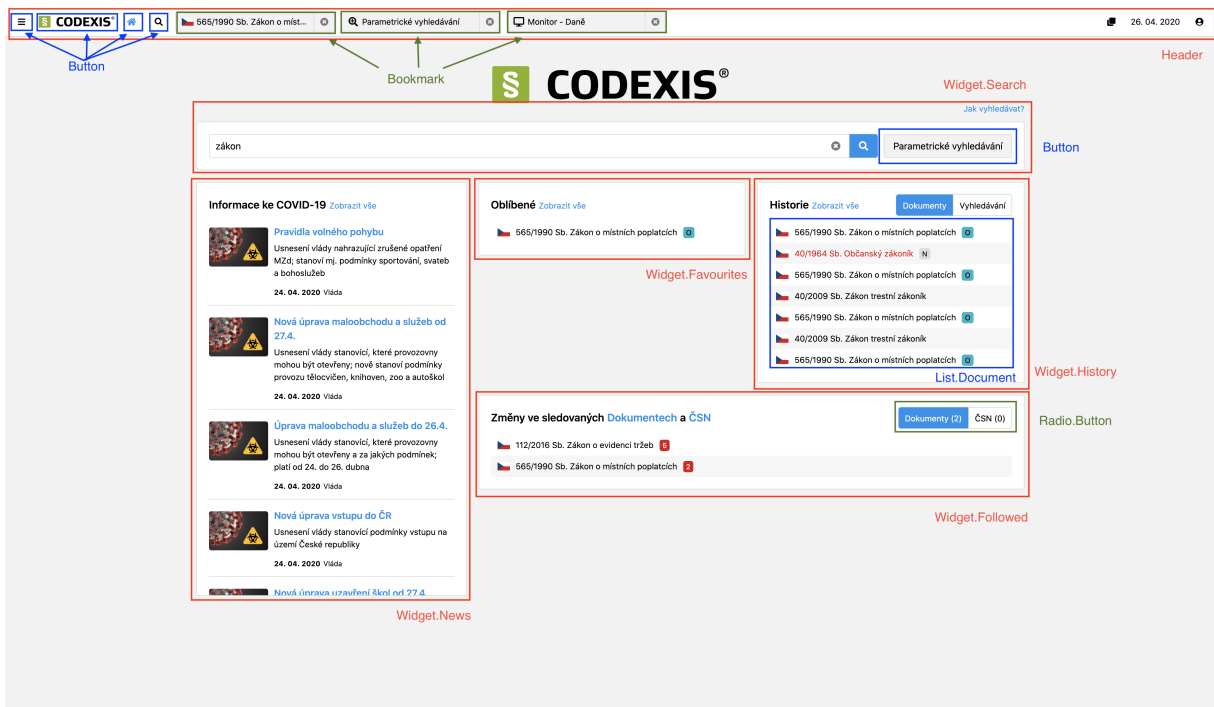 § CODEXIS®
565/1990 Sb. Zákon o míst...
Parametrické vyhledávání
Monitor - Daně
26. 04. 2020
Header
Button
Bookmark
§ CODEXIS®
Widget.Search
Jak vyhledávat?
zákon
Parametrické vyhledávání
Button
Informace ke COVID-19 Zobrazit vše
Pravidla volného pohybu
Usnesení vlády nahrazující zrušené opatření
MZd; stanoví mj. podmínky sportování, svateb
a bohoslužeb
24. 04. 2020 Vláda
Nová úprava maloobchodu a služeb od
27.4.
Usnesení vlády stanovící, které provozovny
mohou být otevřeny; nově stanoví podmínky
provozu tělocvičen, knihoven, zoo a autoškol
24. 04. 2020 Vláda
Úprava maloobchodu a služeb do 26.4.
Usnesení vlády stanovící, které provozovny
mohou být otevřeny a za jakých podmínek;
platí od 24. do 26. dubna
24. 04. 2020 Vláda
Nová úprava vstupu do ČR
Usnesení vlády stanovící podmínky vstupu na
území České republiky
24. 04. 2020 Vláda
Nová úprava uzavření škol od 27.4.
Widget.News
Oblíbené Zobrazit vše
565/1990 Sb. Zákon o místních poplatcích O
Widget.Favourites
Historie Zobrazit vše
Dokumenty Vyhledávání
565/1990 Sb. Zákon o místních poplatcích O
40/1964 Sb. Občanský zákoník N
565/1990 Sb. Zákon o místních poplatcích O
40/2009 Sb. Zákon trestní zákoník
565/1990 Sb. Zákon o místních poplatcích O
40/2009 Sb. Zákon trestní zákoník
565/1990 Sb. Zákon o místních poplatcích O
List.Document
Widget.History
Změny ve sledovaných Dokumentech a ČSN
Dokumenty (2) ČSN (0)
Radio.Button
112/2016 Sb. Zákon o evidenci tržeb 5
565/1990 Sb. Zákon o místních poplatcích 2
Widget.Followed